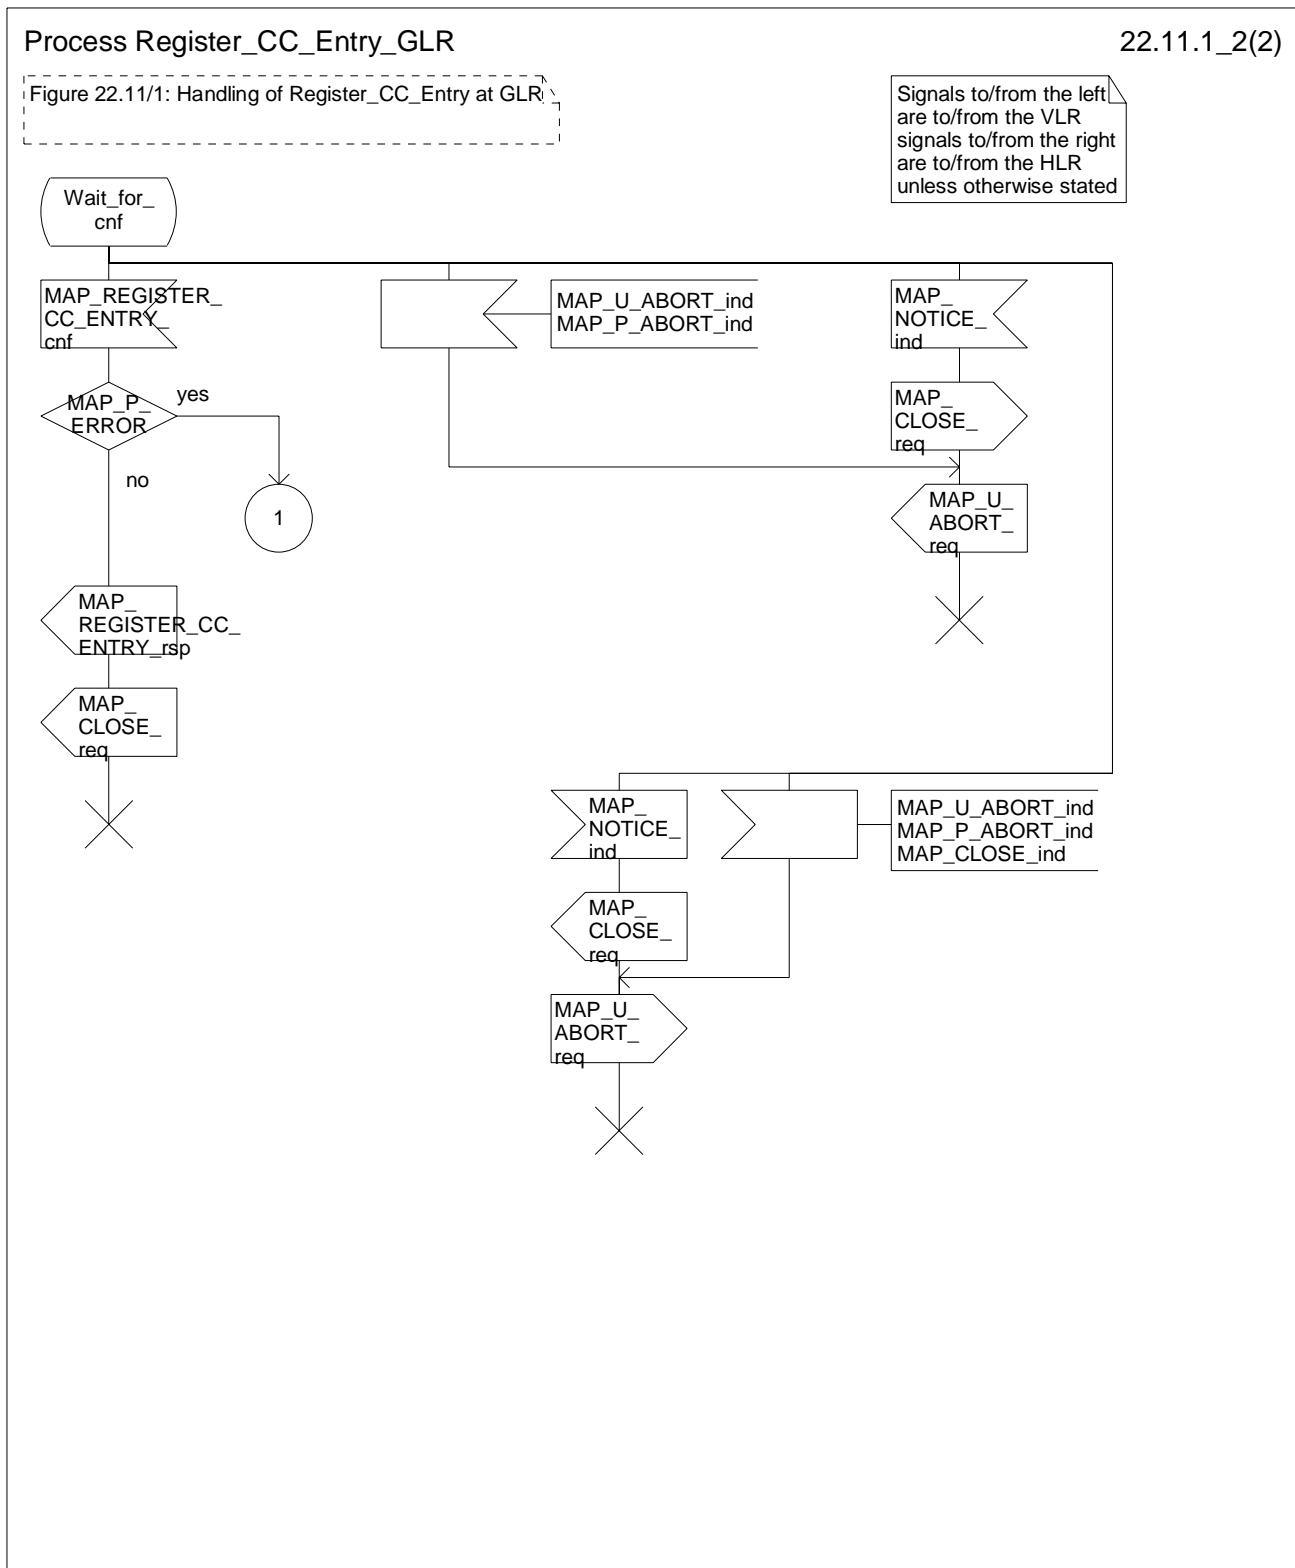 Process Register_CC_Entry_GLR
22.11.1_2(2)
Figure 22.11/1: Handling of Register_CC_Entry at GLR
Signals to/from the left
are to/from the VLR
signals to/from the right
are to/from the HLR
unless otherwise stated
Wait_for_
cnf
MAP_REGISTER_
CC_ENTRY_
cnf
MAP_U_ABORT_ind
MAP_P_ABORT_ind
MAP_
NOTICE_
ind
MAP_P_
ERROR
yes
no
1
MAP_
CLOSE_
req
MAP_U_
ABORT_
req
MAP_
REGISTER_CC_
ENTRY_rsp
MAP_
CLOSE_
req
MAP_
NOTICE_
ind
MAP_U_ABORT_ind
MAP_P_ABORT_ind
MAP_CLOSE_ind
MAP_
CLOSE_
req
MAP_U_
ABORT_
req